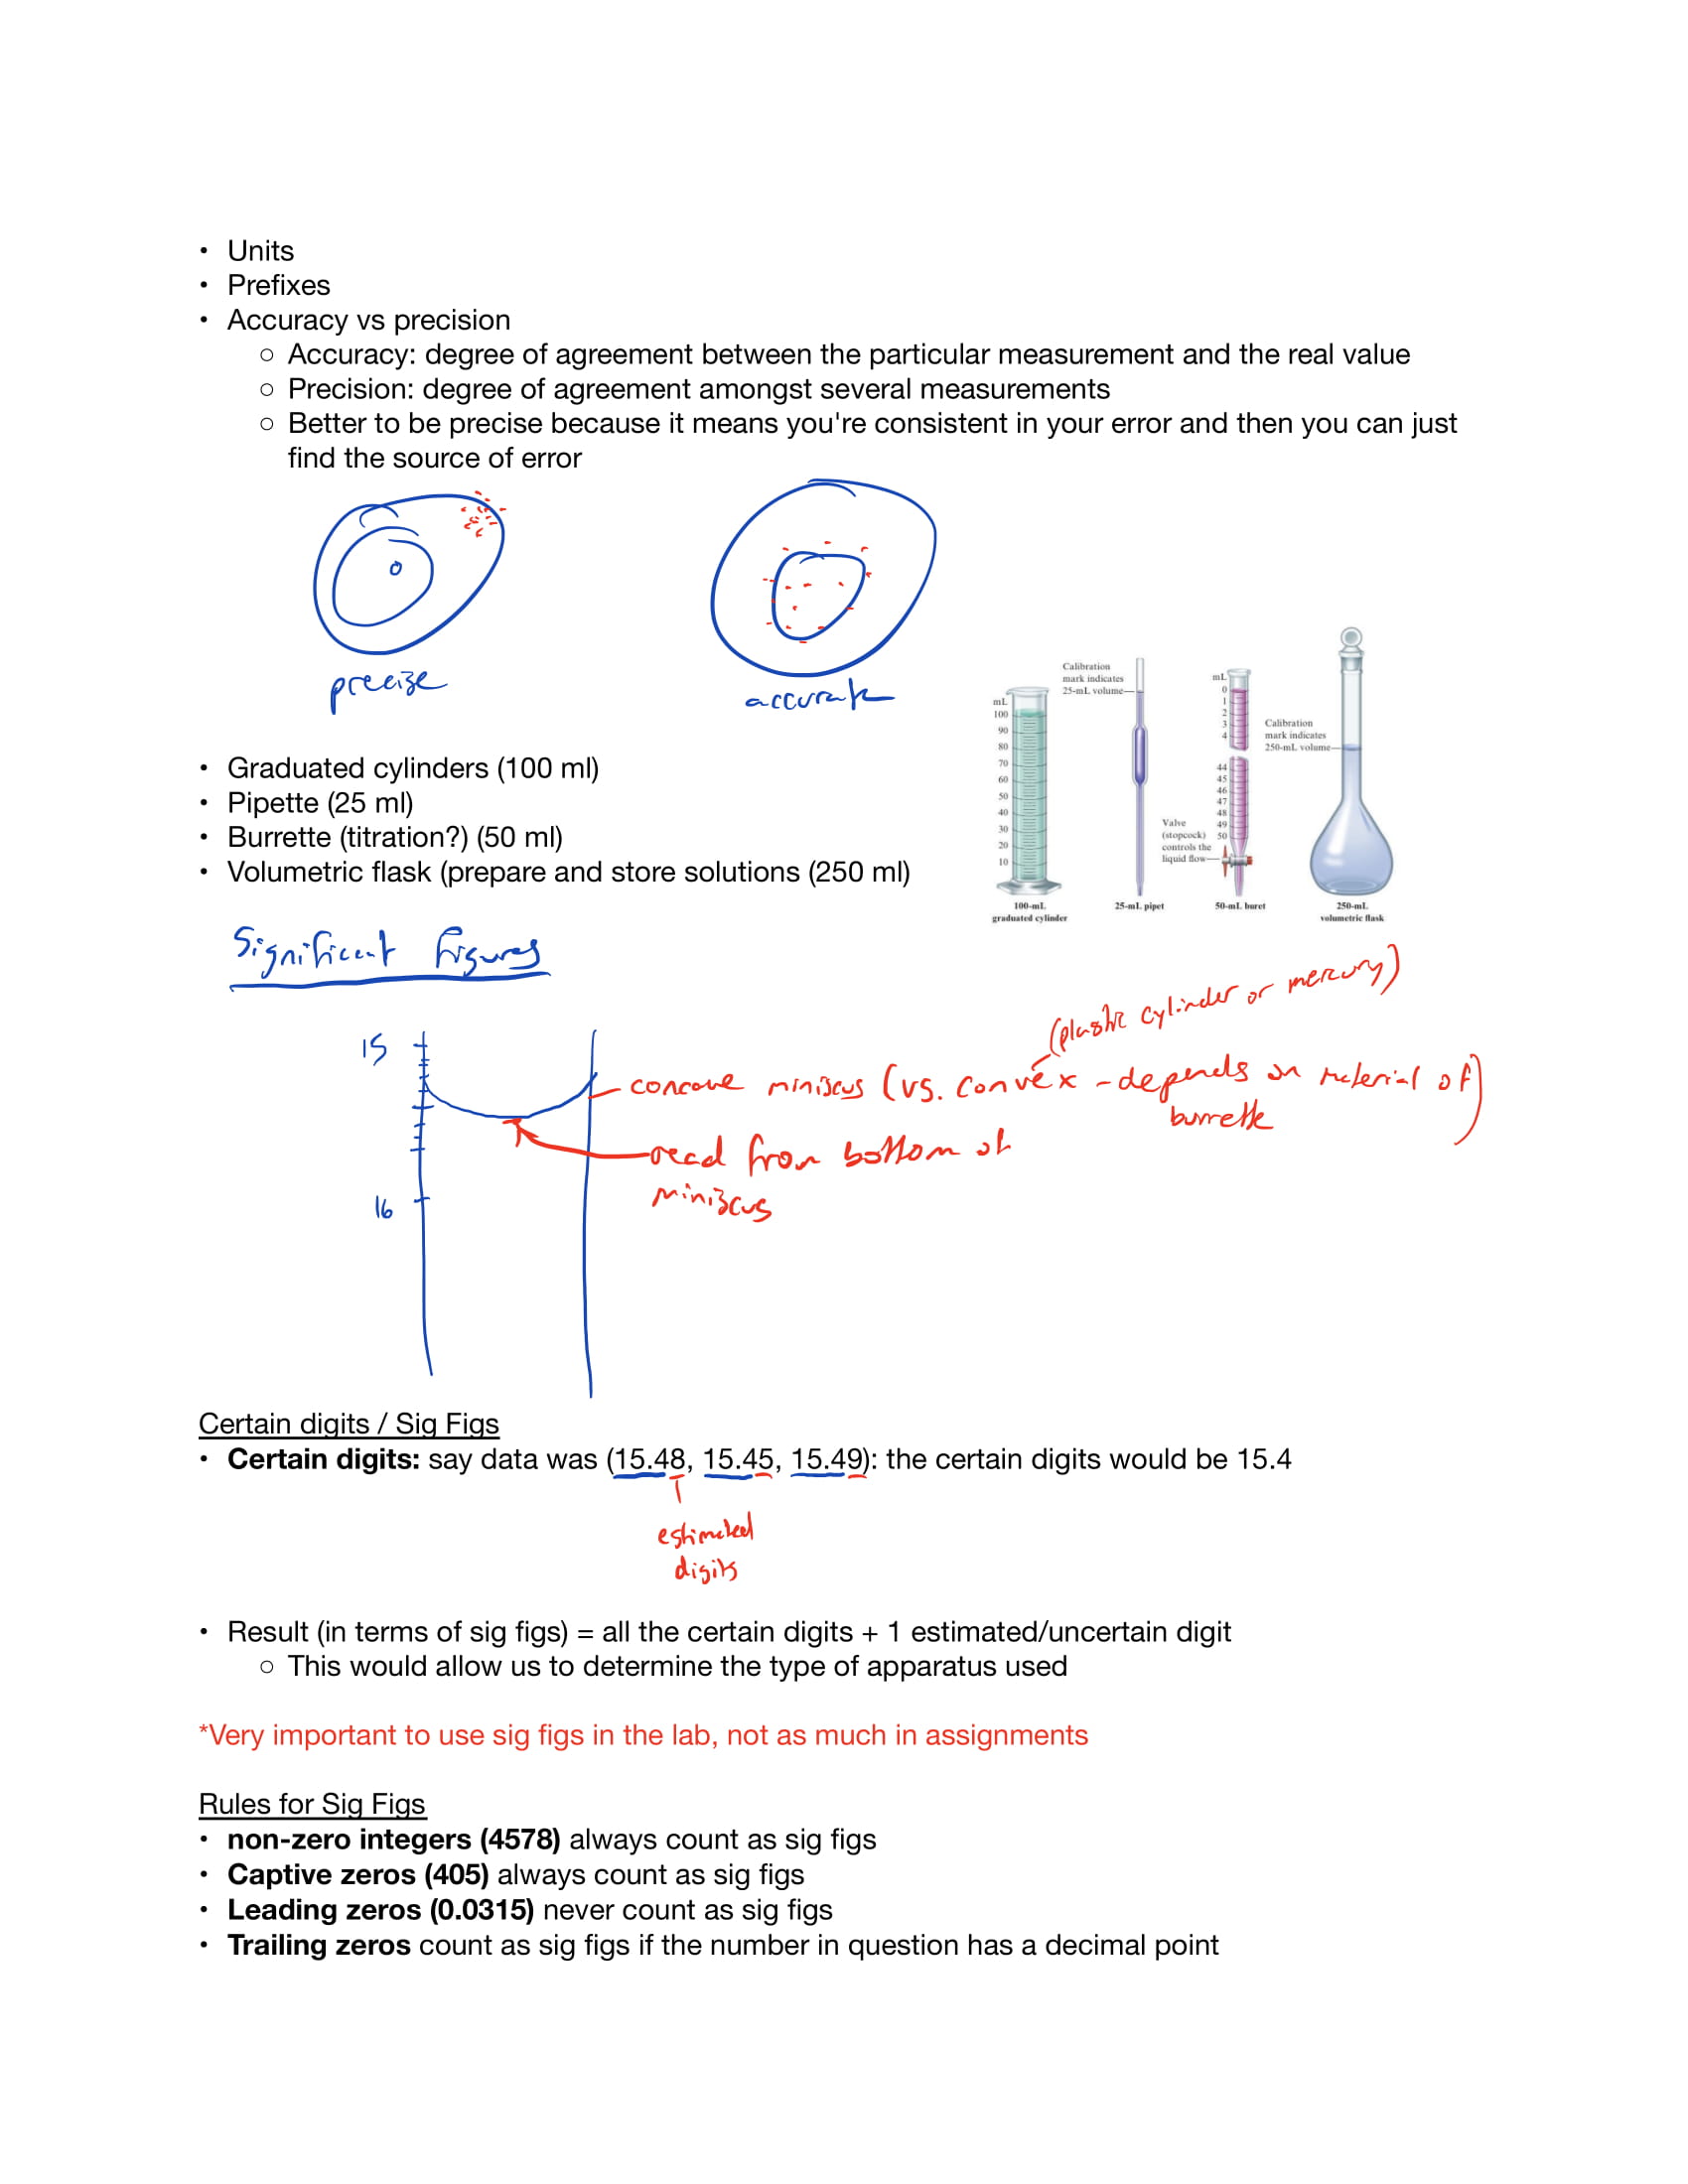 • Units
• Prefixes
• Accuracy vs precision
○ Accuracy: degree of agreement between the particular measurement and the real value
○ Precision: degree of agreement amongst several measurements
○ Better to be precise because it means you're consistent in your error and then you can just
find the source of error
precise
accurate
Calibration
mark indicates
25-mL volume
mL
100
90
80
70
60
50
40
30
20
10
100-mL
graduated cylinder
25-mL pipet
mL
0
1
2
3
4
44
45
46
47
48
49
50
Valve
(stopcock)
controls the
liquid flow
50-mL buret
Calibration
mark indicates
250-mL volume
250-mL
volumetric flask
• Graduated cylinders (100 ml)
• Pipette (25 ml)
• Burrette (titration?) (50 ml)
• Volumetric flask (prepare and store solutions (250 ml)
Significant figures
(plastic cylinder or mercury)
15
concave miniscus (vs. convex - depends on material of
burrette)
read from bottom of
miniscus
16
Certain digits / Sig Figs
• Certain digits: say data was (15.48, 15.45, 15.49): the certain digits would be 15.4
estimated
digits
• Result (in terms of sig figs) = all the certain digits + 1 estimated/uncertain digit
○ This would allow us to determine the type of apparatus used
*Very important to use sig figs in the lab, not as much in assignments
Rules for Sig Figs
• non-zero integers (4578) always count as sig figs
• Captive zeros (405) always count as sig figs
• Leading zeros (0.0315) never count as sig figs
• Trailing zeros count as sig figs if the number in question has a decimal point